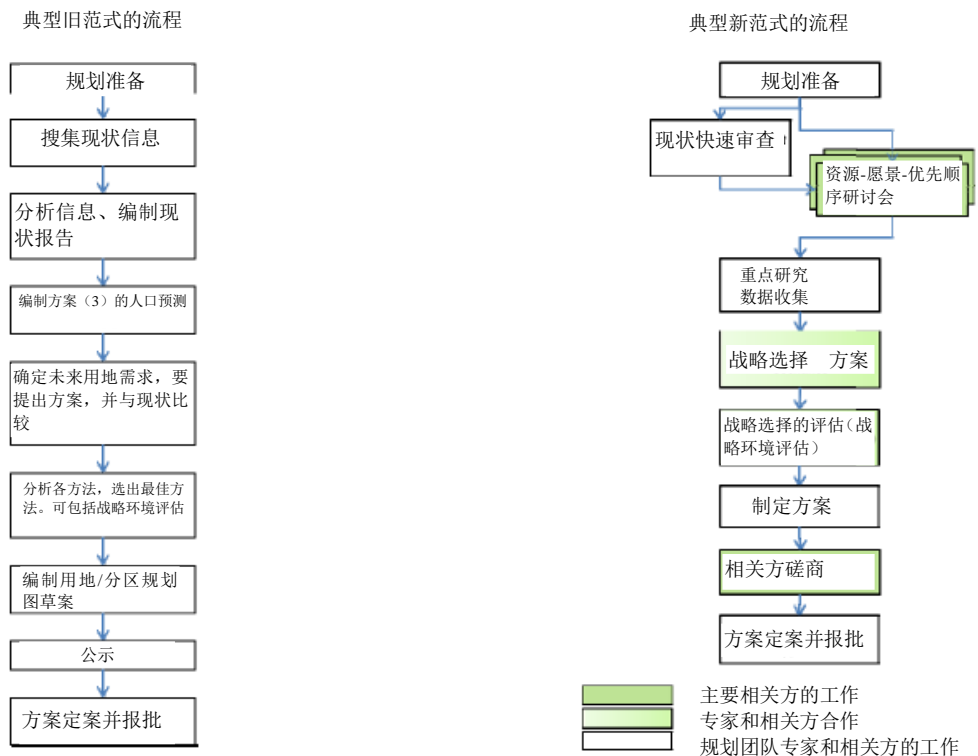 典型旧范式的流程
规划准备
搜集现状信息
分析信息、编制现
状报告
编制方案（3）的人口预测
确定未来用地需求，要
提出方案，并与现状比
较
分析各方法，选出最佳方
法。可包括战略环境评估
编制用地/分区规划
图草案
公示
方案定案并报批
典型新范式的流程
规划准备
现状快速审查
资源-愿景-优先顺
序研讨会
重点研究
数据收集
战略选择 方案
战略选择的评估（战
略环境评估）
制定方案
相关方磋商
方案定案并报批
主要相关方的工作
专家和相关方合作
规划团队专家和相关方的工作